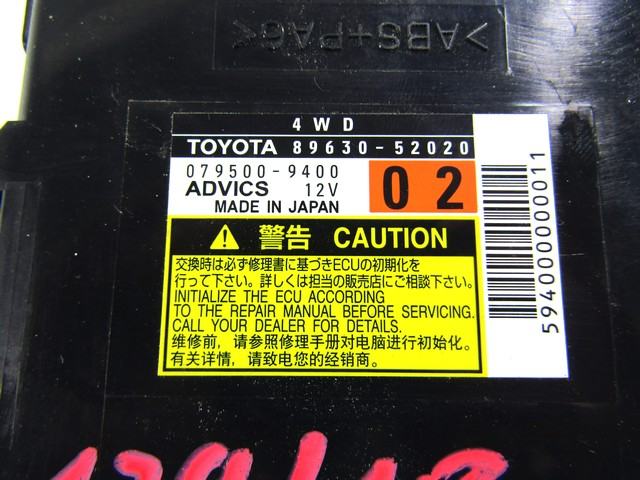 >ABS+PA6<
4WD
TOYOTA 89630-52020
079500-9400
ADVICS 12V
MADE IN JAPAN
02
警告 CAUTION
交換時は必ず修理書に基づきECUの初期化を
行って下さい。詳しくは担当の販売店にご相談下さい。
INITIALIZE THE ECU ACCORDING
TO THE REPAIR MANUAL BEFORE SERVICING.
CALL YOUR DEALER FOR DETAILS.
维修前，请参照修理手册对电脑进行初始化。
有关详情，请致电您的经销商。
5940000000011